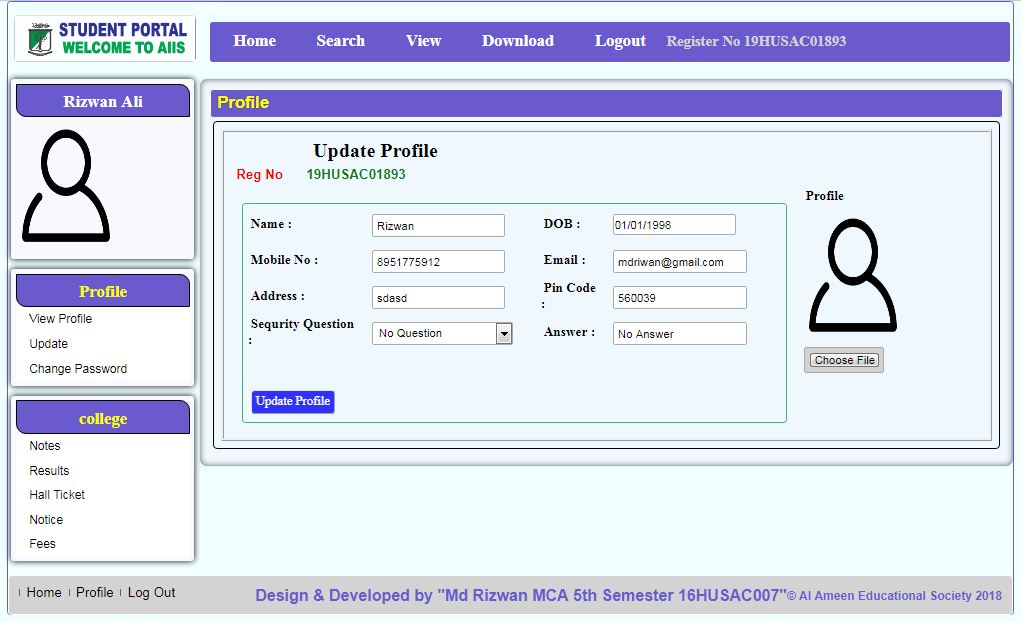 STUDENT PORTAL
WELCOME TO AIIS
Home Search View Download Logout Register No 19HUSAC01893
Rizwan Ali
Profile
View Profile
Update
Change Password
college
Notes
Results
Hall Ticket
Notice
Fees
Profile
Update Profile
Reg No 19HUSAC01893
Profile
Name : Rizwan DOB : 01/01/1998
Mobile No : 8951775912 Email : mdriwan@gmail.com
Address : sdasd Pin Code : 560039
Sequrity Question : No Question Answer : No Answer
Update Profile
Choose File
Home Profile Log Out Design & Developed by "Md Rizwan MCA 5th Semester 16HUSAC007"© Al Ameen Educational Society 2018